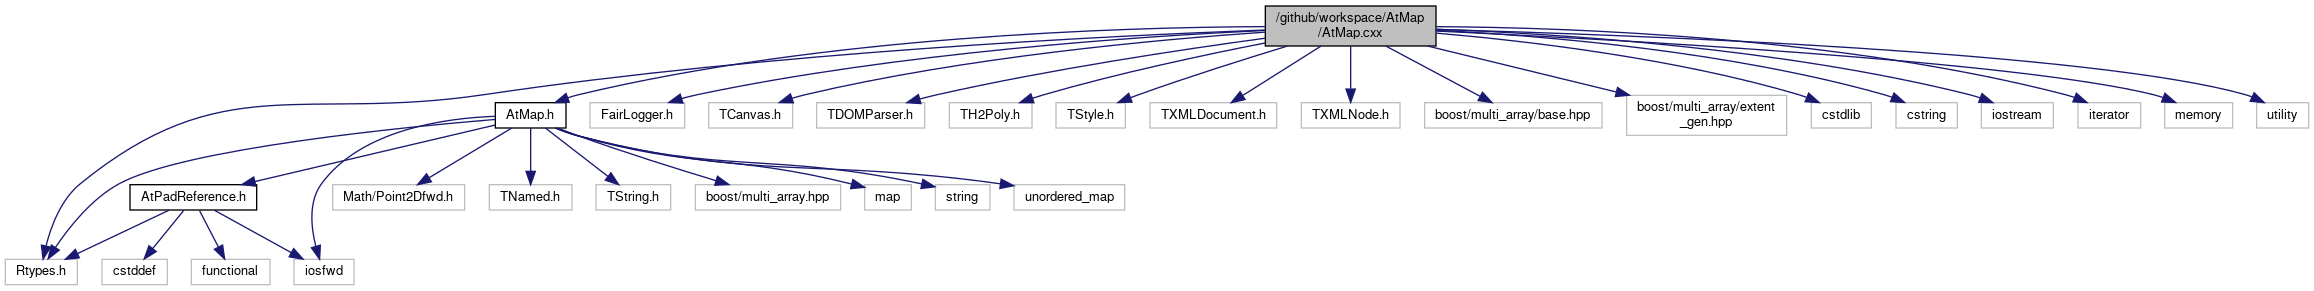 /github/workspace/AtMap
/AtMap.cxx
AtMap.h
FairLogger.h
TCanvas.h
TDOMParser.h
TH2Poly.h
TStyle.h
TXMLDocument.h
TXMLNode.h
boost/multi_array/base.hpp
boost/multi_array/extent
_gen.hpp
cstdlib
cstring
iostream
iterator
memory
utility
AtPadReference.h
Math/Point2Dfwd.h
TNamed.h
TString.h
boost/multi_array.hpp
map
string
unordered_map
Rtypes.h
cstddef
functional
iosfwd